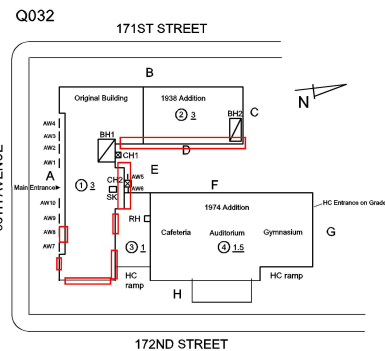 Q032
171ST STREET
B
Original Building
1938 Addition
② 3
BH2
C
N
AW4
AW3
AW2
AW1
BH1
CH1
D
E
A
Main Entrance
① 3
CH2
AW5
AW6
SK
F
AW10
AW9
AW8
AW7
RH
1974 Addition
HC Entrance on Grade
Cafeteria
Auditorium
Gymnasium
G
③ 1
④ 1.5
HC
ramp
HC ramp
H
172ND STREET
AVENUE